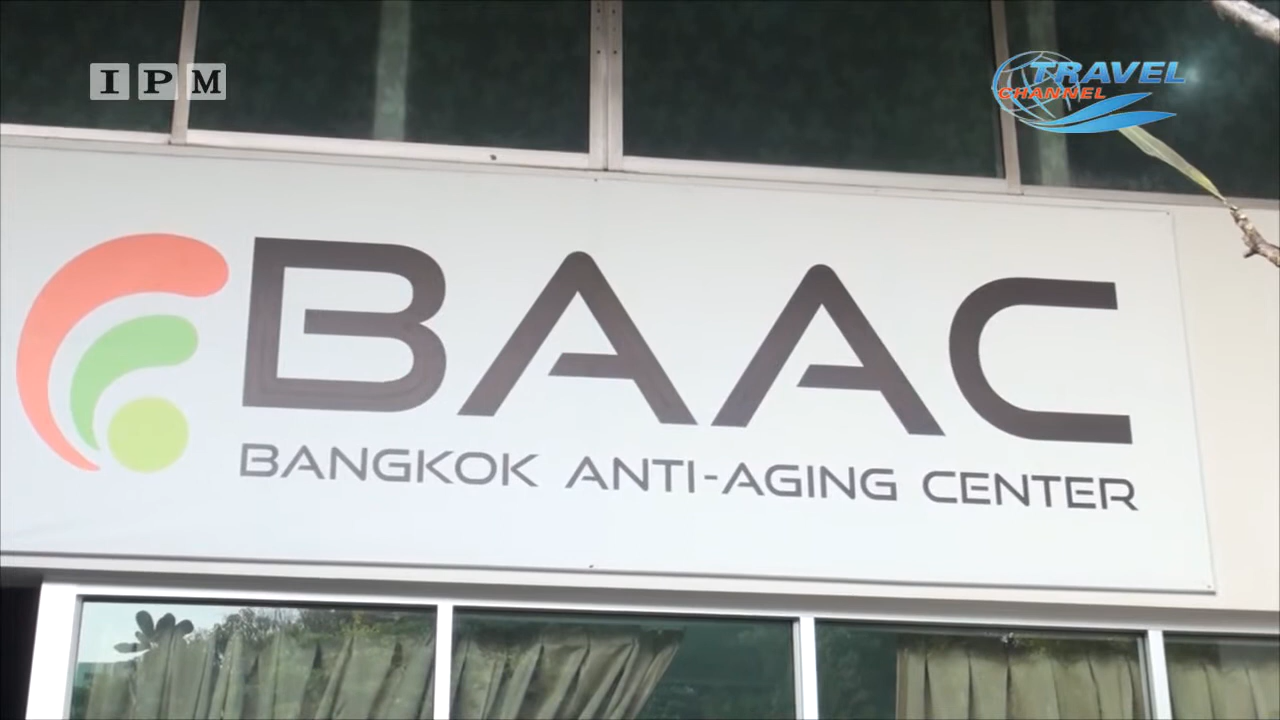 IPM
TRAVEL
CHANNEL
BAAC
BANGKOK ANTI-AGING CENTER